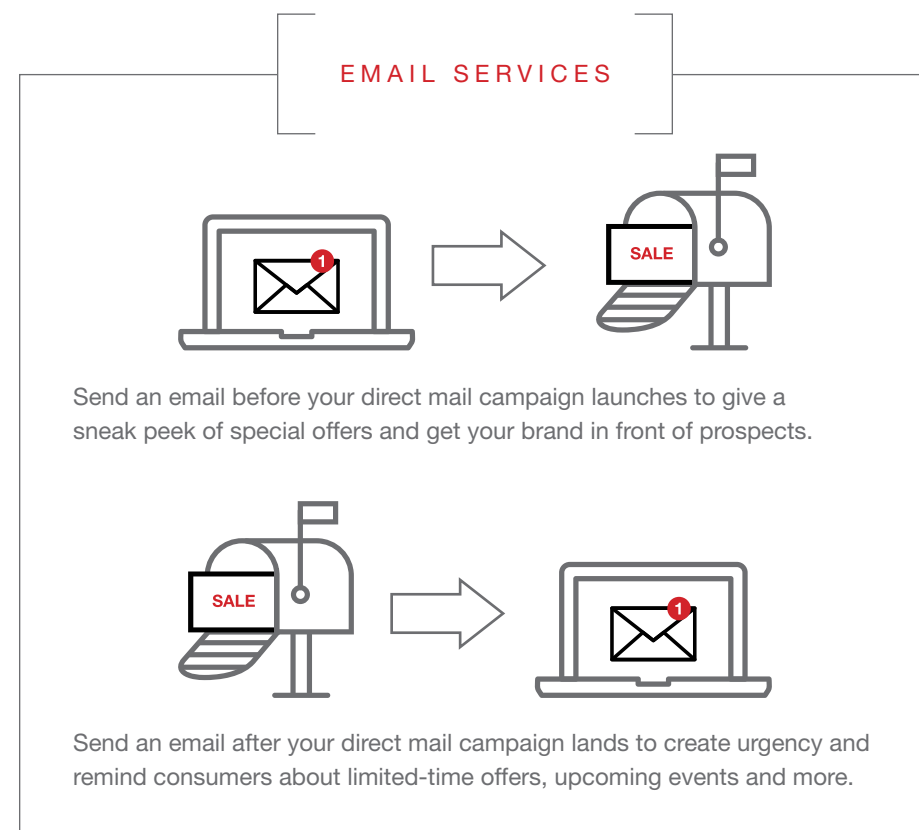 EMAIL SERVICES
1
SALE
Send an email before your direct mail campaign launches to give a
sneak peek of special offers and get your brand in front of prospects.
SALE
1
Send an email after your direct mail campaign lands to create urgency and
remind consumers about limited-time offers, upcoming events and more.